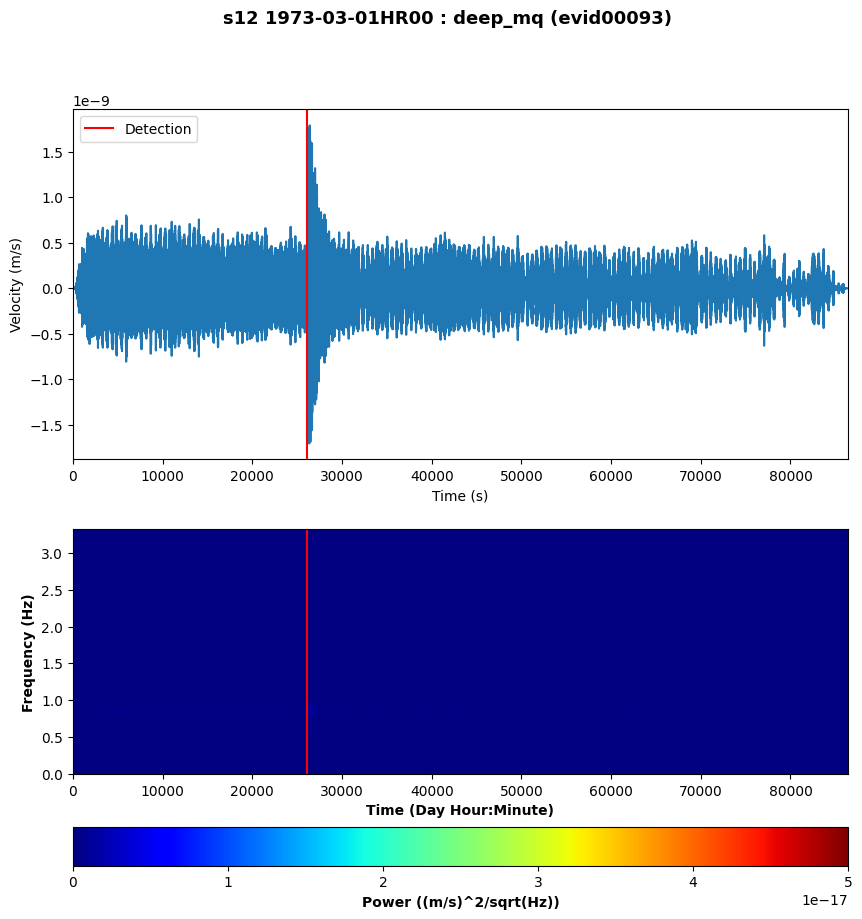 s12 1973-03-01HR00 : deep_mq (evid00093)
1e−9
Detection
1.5
1.0
0.5
0.0
−0.5
−1.0
−1.5
Velocity (m/s)
0 10000 20000 30000 40000 50000 60000 70000 80000
Time (s)
3.0
2.5
2.0
1.5
1.0
0.5
0.0
Frequency (Hz)
0 10000 20000 30000 40000 50000 60000 70000 80000
Time (Day Hour:Minute)
0 1 2 3 4 5
1e−17
Power ((m/s)^2/sqrt(Hz))